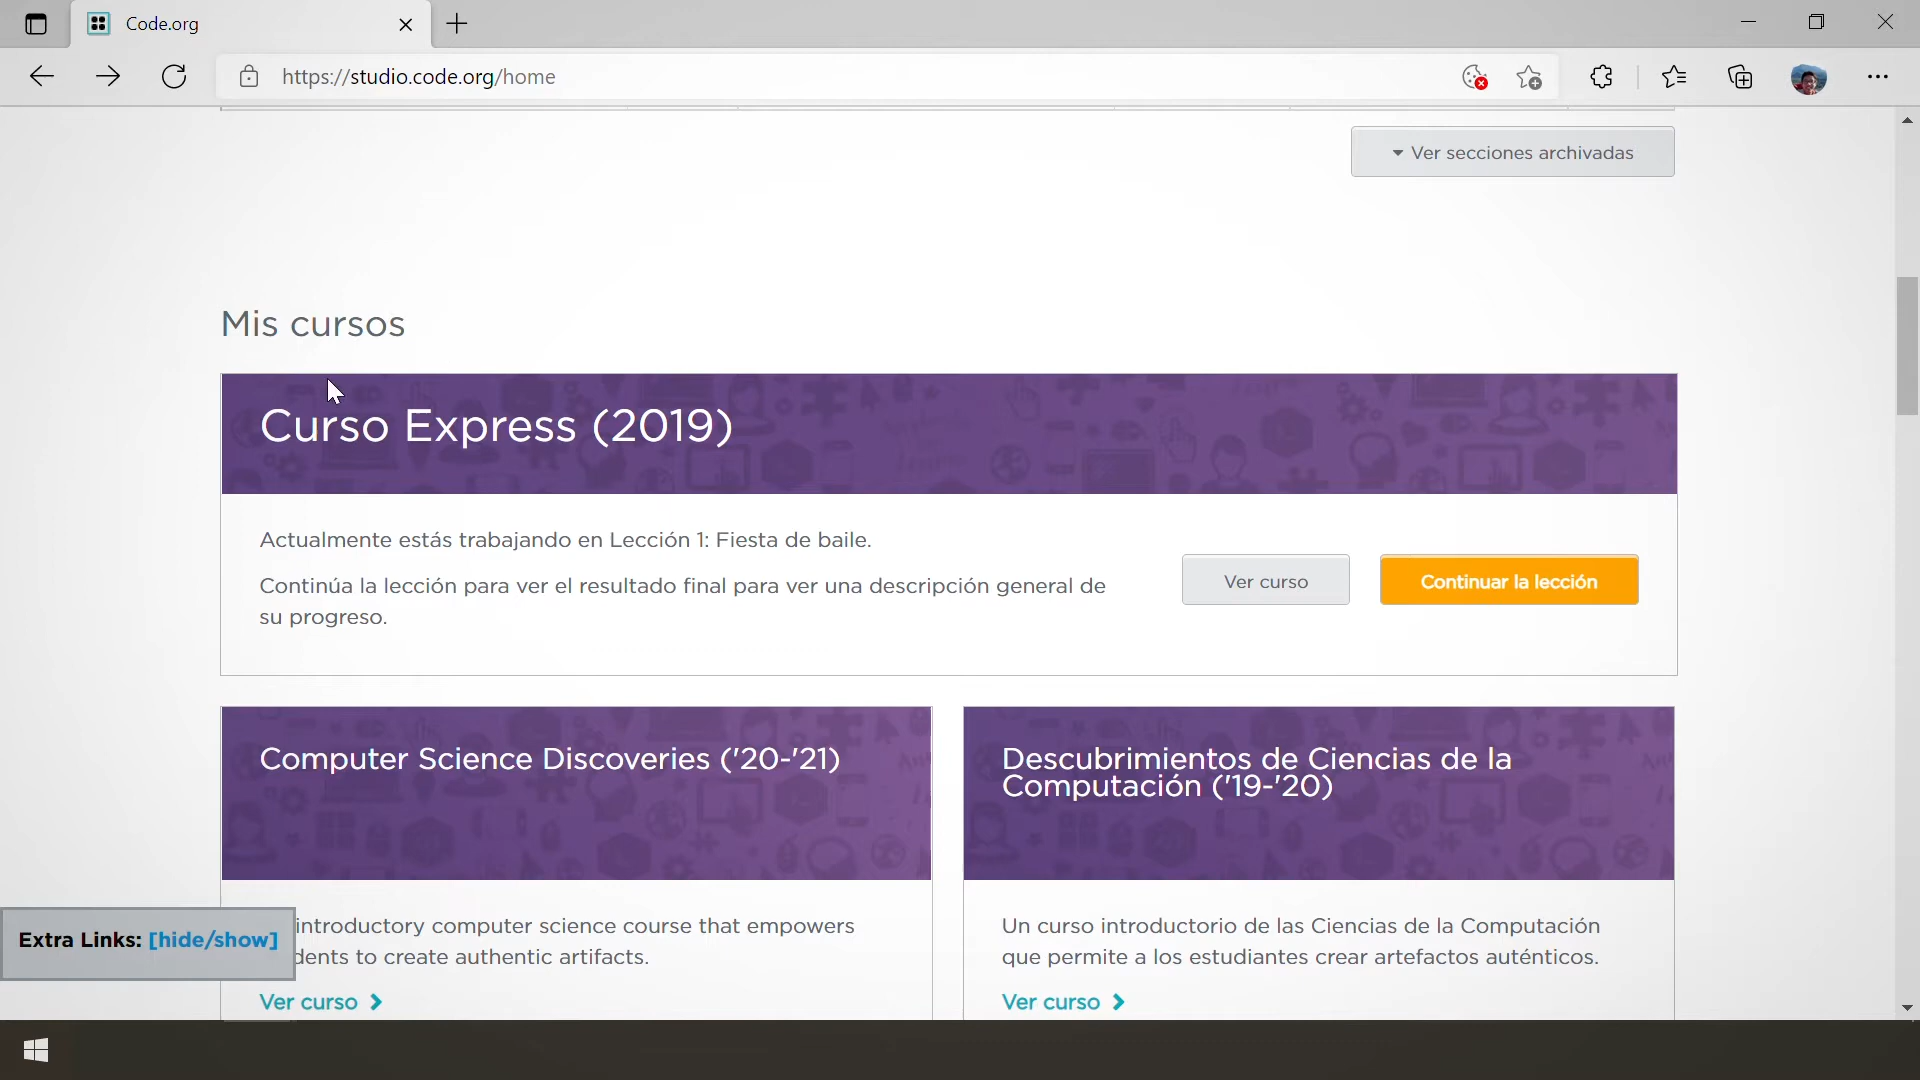 Code.org
https://studio.code.org/home
Ver secciones archivadas
Mis cursos
Curso Express (2019)
Actualmente estás trabajando en Lección 1: Fiesta de baile.
Continúa la lección para ver el resultado final para ver una descripción general de
su progreso.
Ver curso
Continuar la lección
Computer Science Discoveries ('20-'21)
introductory computer science course that empowers
dents to create authentic artifacts.
Ver curso
Descubrimientos de Ciencias de la
Computación ('19-'20)
Un curso introductorio de las Ciencias de la Computación
que permite a los estudiantes crear artefactos auténticos.
Ver curso
Extra Links: [hide/show]